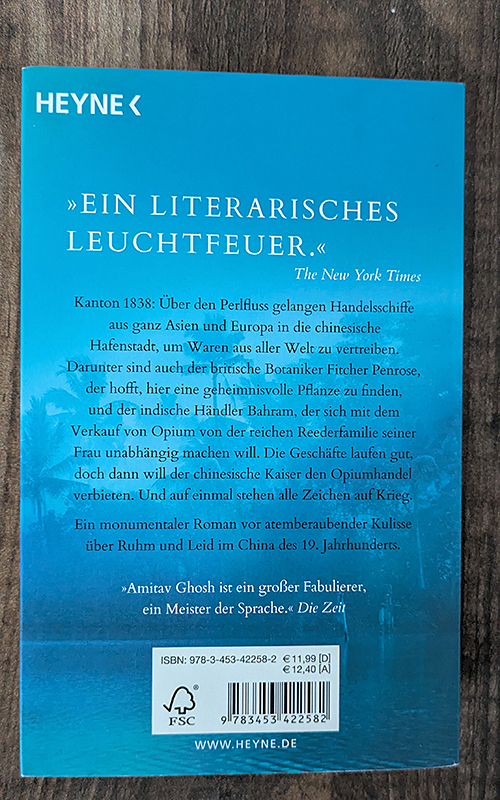 HEYNE
»EIN LITERARISCHES
LEUCHTFEUER.«
The New York Times
Kanton 1838: Über den Perlfluss gelangen Handelsschiffe
aus ganz Asien und Europa in die chinesische
Hafenstadt, um Waren aus aller Welt zu vertreiben.
Darunter sind auch der britische Botaniker Fitcher Penrose,
der hofft, hier eine geheimnisvolle Pflanze zu finden,
und der indische Händler Bahram, der sich mit dem
Verkauf von Opium von der reichen Reederfamilie seiner
Frau unabhängig machen will. Die Geschäfte laufen gut,
doch dann will der chinesische Kaiser den Opiumhandel
verbieten. Und auf einmal stehen alle Zeichen auf Krieg.
Ein monumentaler Roman vor atemberaubender Kulisse
über Ruhm und Leid im China des 19. Jahrhunderts.
»Amitav Ghosh ist ein großer Fabulierer,
ein Meister der Sprache.« Die Zeit
ISBN: 978-3-453-42258-2 € 11,99 [D]
€ 12,40 [A]
FSC
9 783453 422582
WWW.HEYNE.DE